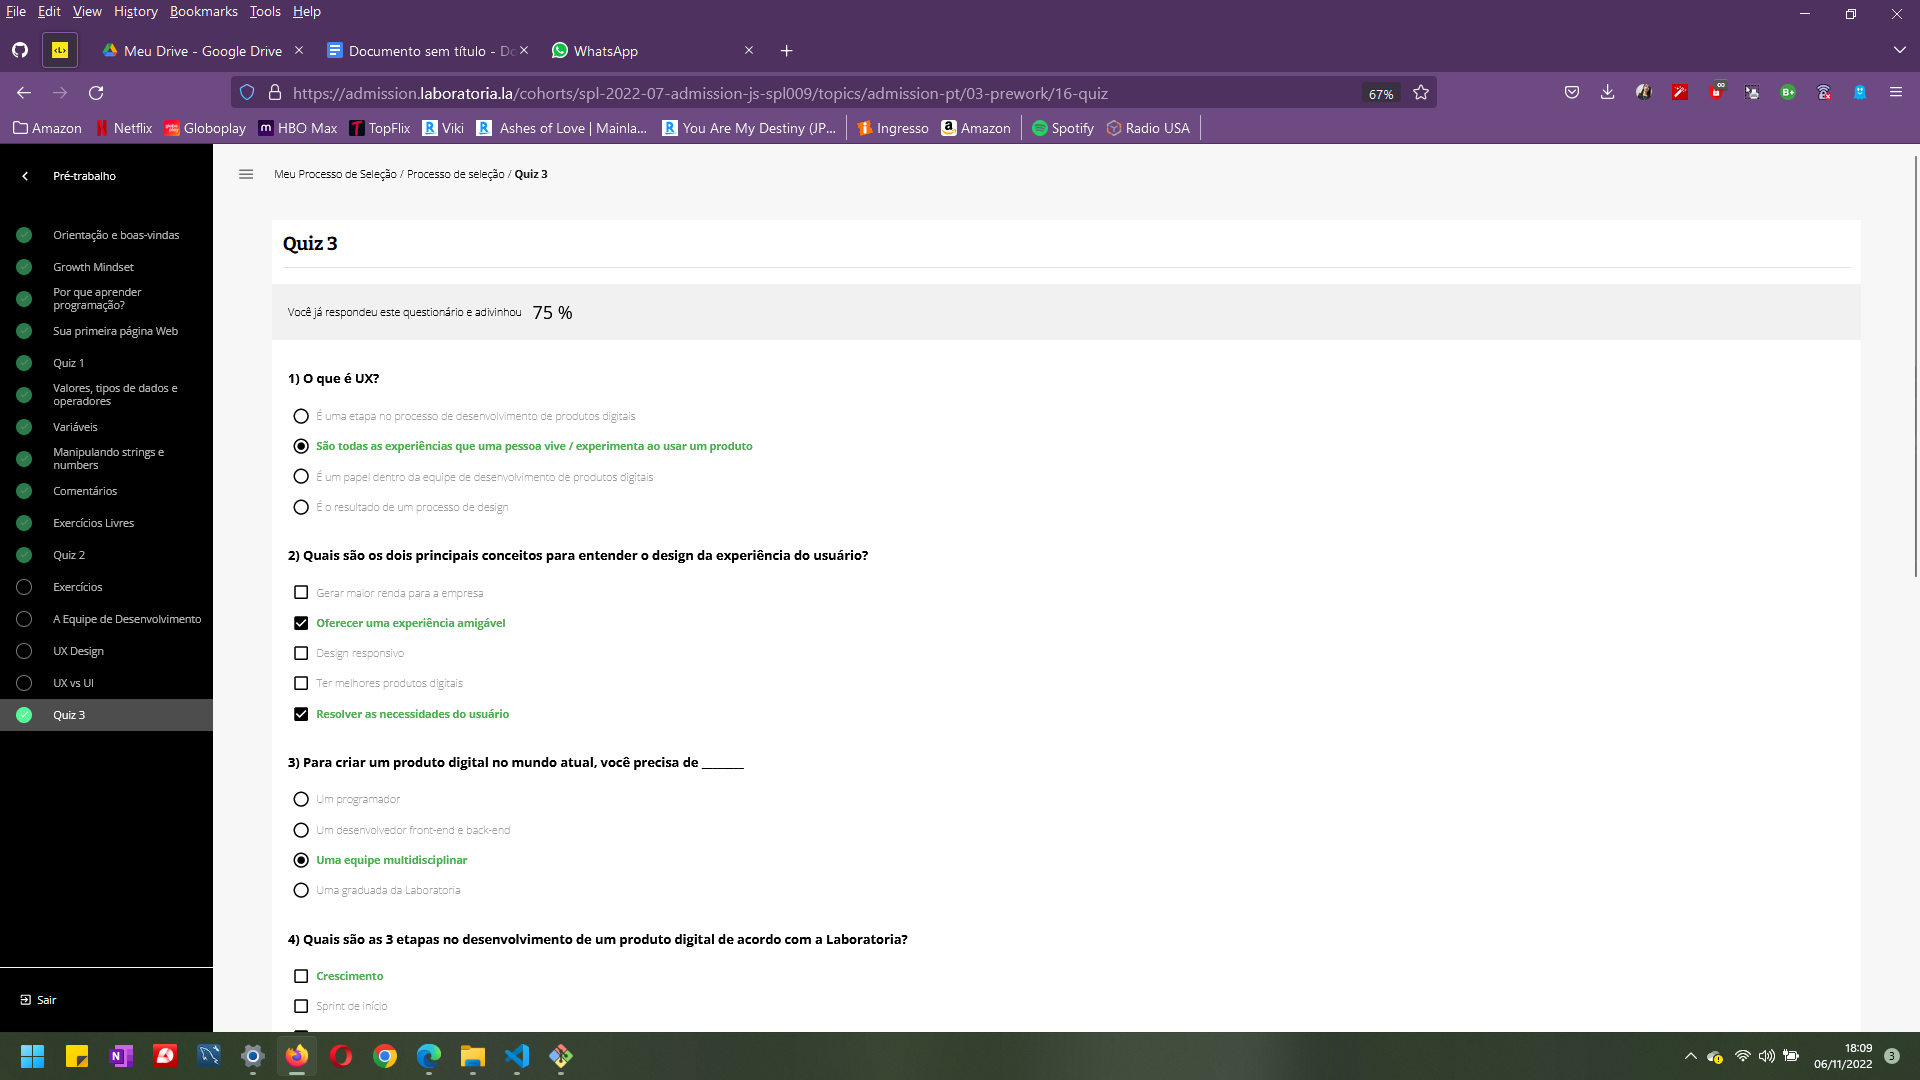 File Edit View History Bookmarks Tools Help
Meu Drive - Google Drive
Documento sem título - Do
WhatsApp
https://admission.laboratoria.la/cohorts/spl-2022-07-admission-js-spl009/topics/admission-pt/03-prework/16-quiz
67%
Amazon Netflix Globoplay HBO Max TopFlix Viki Ashes of Love | Mainla... You Are My Destiny (JP... Ingresso Amazon Spotify Radio USA
Pré-trabalho
Orientação e boas-vindas
Growth Mindset
Por que aprender
programação?
Sua primeira página Web
Quiz 1
Valores, tipos de dados e
operadores
Variáveis
Manipulando strings e
numbers
Comentários
Exercícios Livres
Quiz 2
Exercícios
A Equipe de Desenvolvimento
UX Design
UX vs UI
Quiz 3
Sair
Meu Processo de Seleção / Processo de seleção / Quiz 3
Quiz 3
Você já respondeu este questionário e adivinhou 75 %
1) O que é UX?
É uma etapa no processo de desenvolvimento de produtos digitais
São todas as experiências que uma pessoa vive / experimenta ao usar um produto
É um papel dentro da equipe de desenvolvimento de produtos digitais
É o resultado de um processo de design
2) Quais são os dois principais conceitos para entender o design da experiência do usuário?
Gerar maior renda para a empresa
Oferecer uma experiência amigável
Design responsivo
Ter melhores produtos digitais
Resolver as necessidades do usuário
3) Para criar um produto digital no mundo atual, você precisa de ________
Um programador
Um desenvolvedor front-end e back-end
Uma equipe multidisciplinar
Uma graduada da Laboratoria
4) Quais são as 3 etapas no desenvolvimento de um produto digital de acordo com a Laboratoria?
Crescimento
Sprint de início
18:09
06/11/2022
3